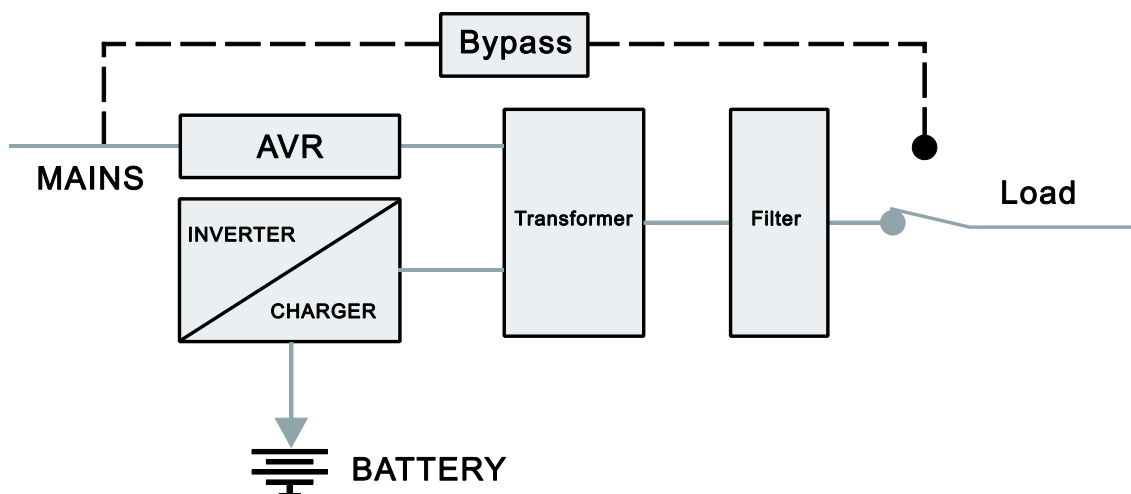 Bypass
AVR
MAINS
Load
INVERTER
Transformer
Filter
CHARGER
BATTERY